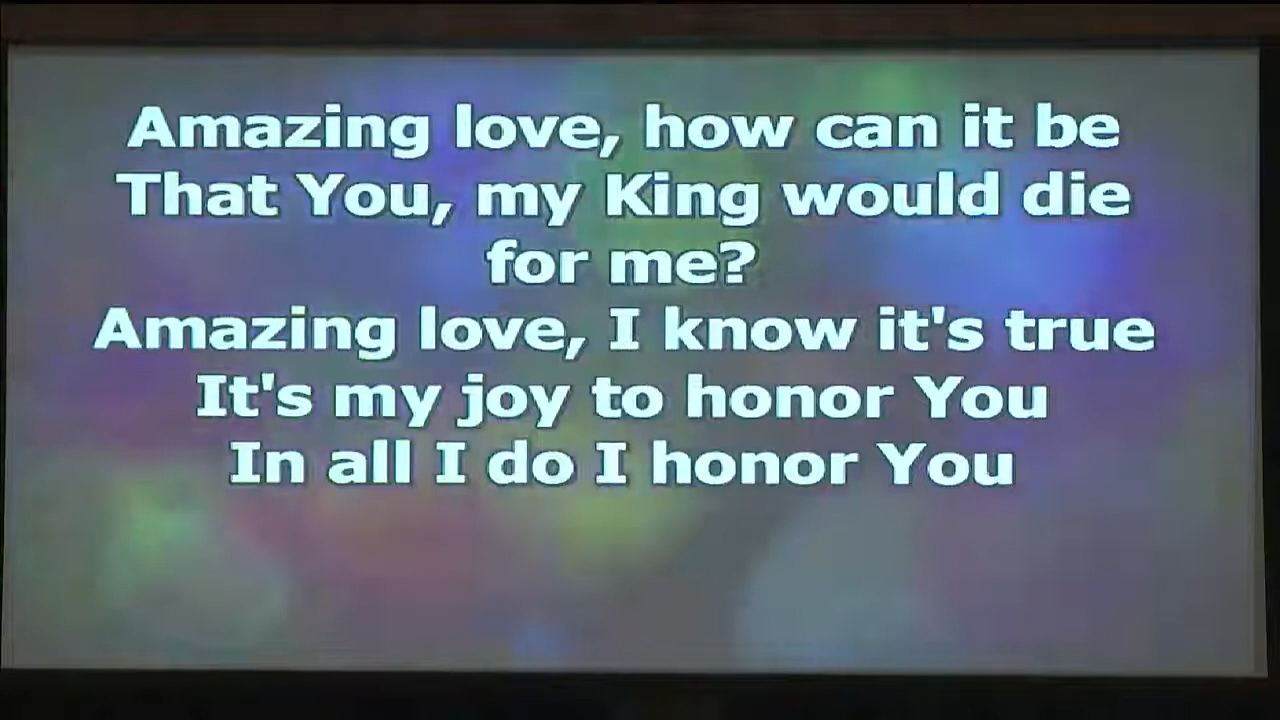 Amazing love, how can it be
That You, my King would die
for me?
Amazing love, I know it's true
It's my joy to honor You
In all I do I honor You